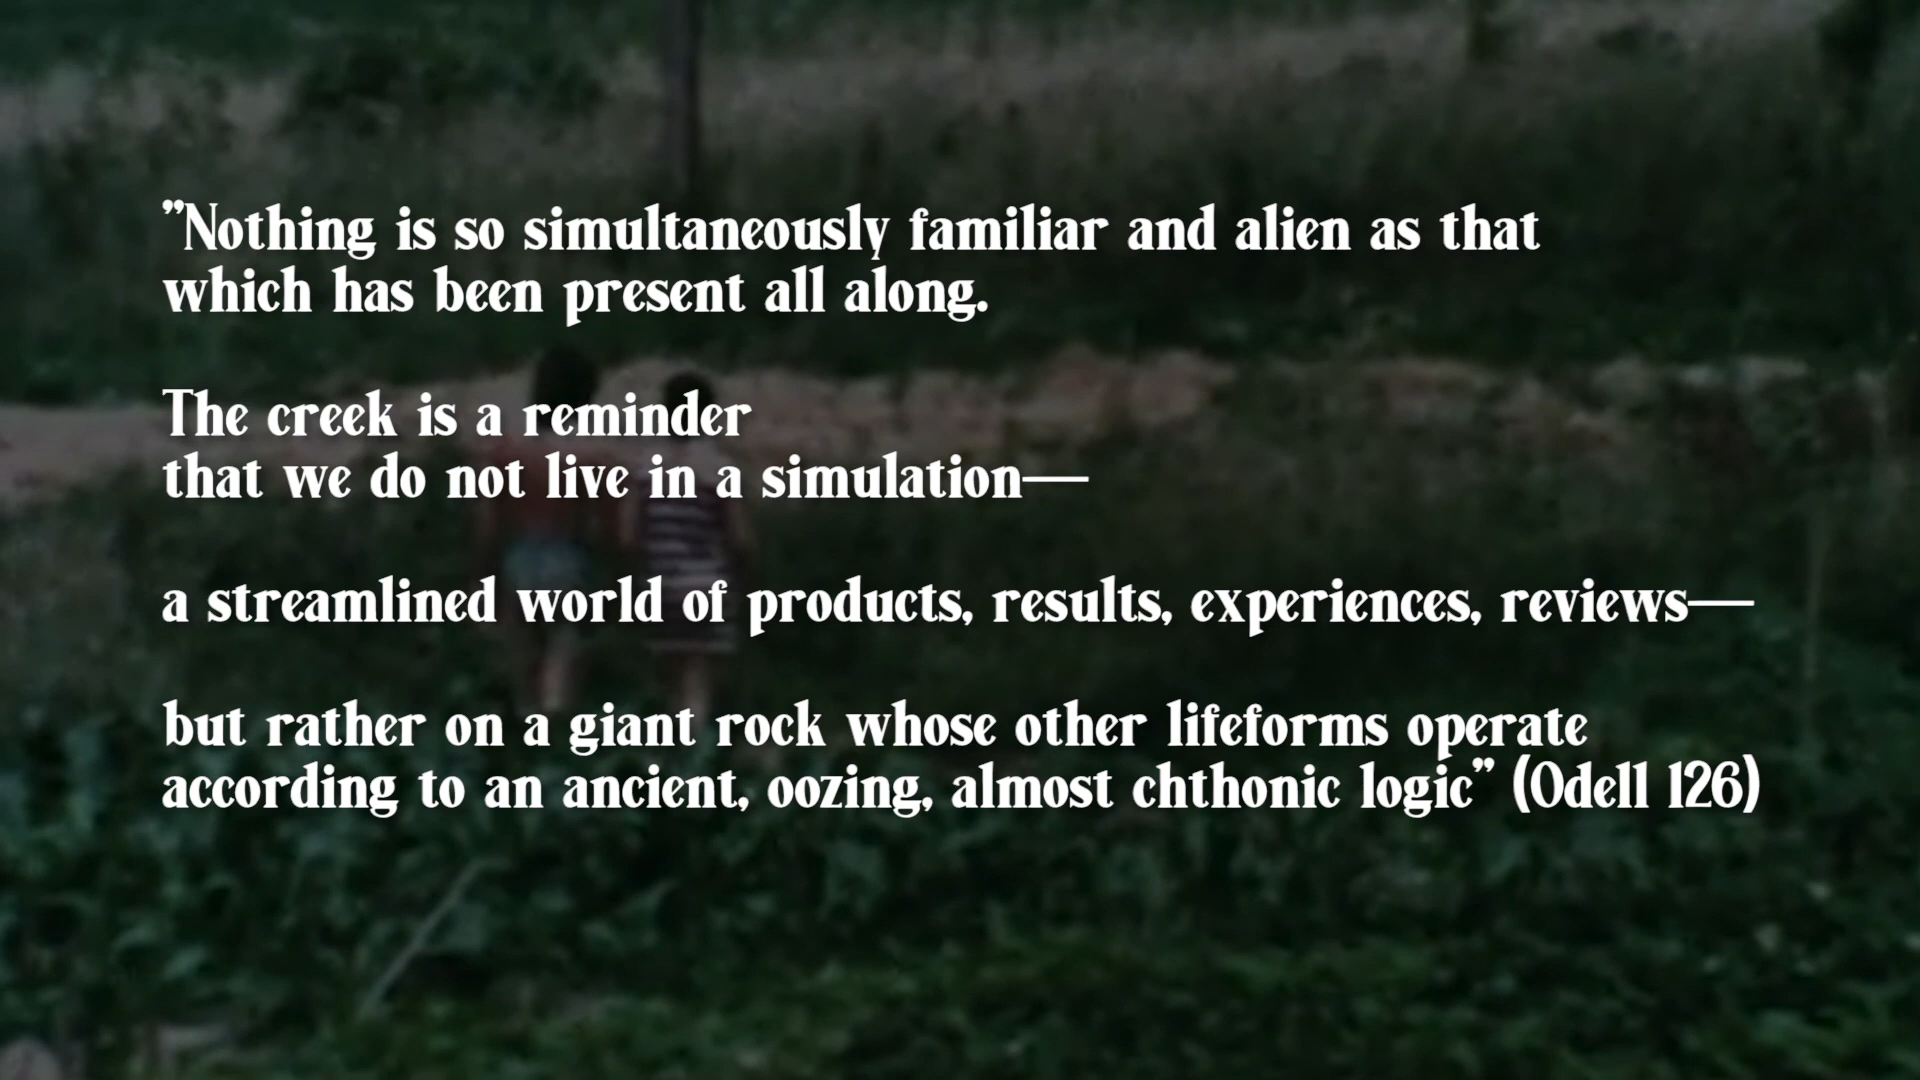 ”Nothing is so simultaneously familiar and alien as that
which has been present all along.
The creek is a reminder
that we do not live in a simulation—
a streamlined world of products, results, experiences, reviews—
but rather on a giant rock whose other lifeforms operate
according to an ancient, oozing, almost chthonic logic” (Odell 126)